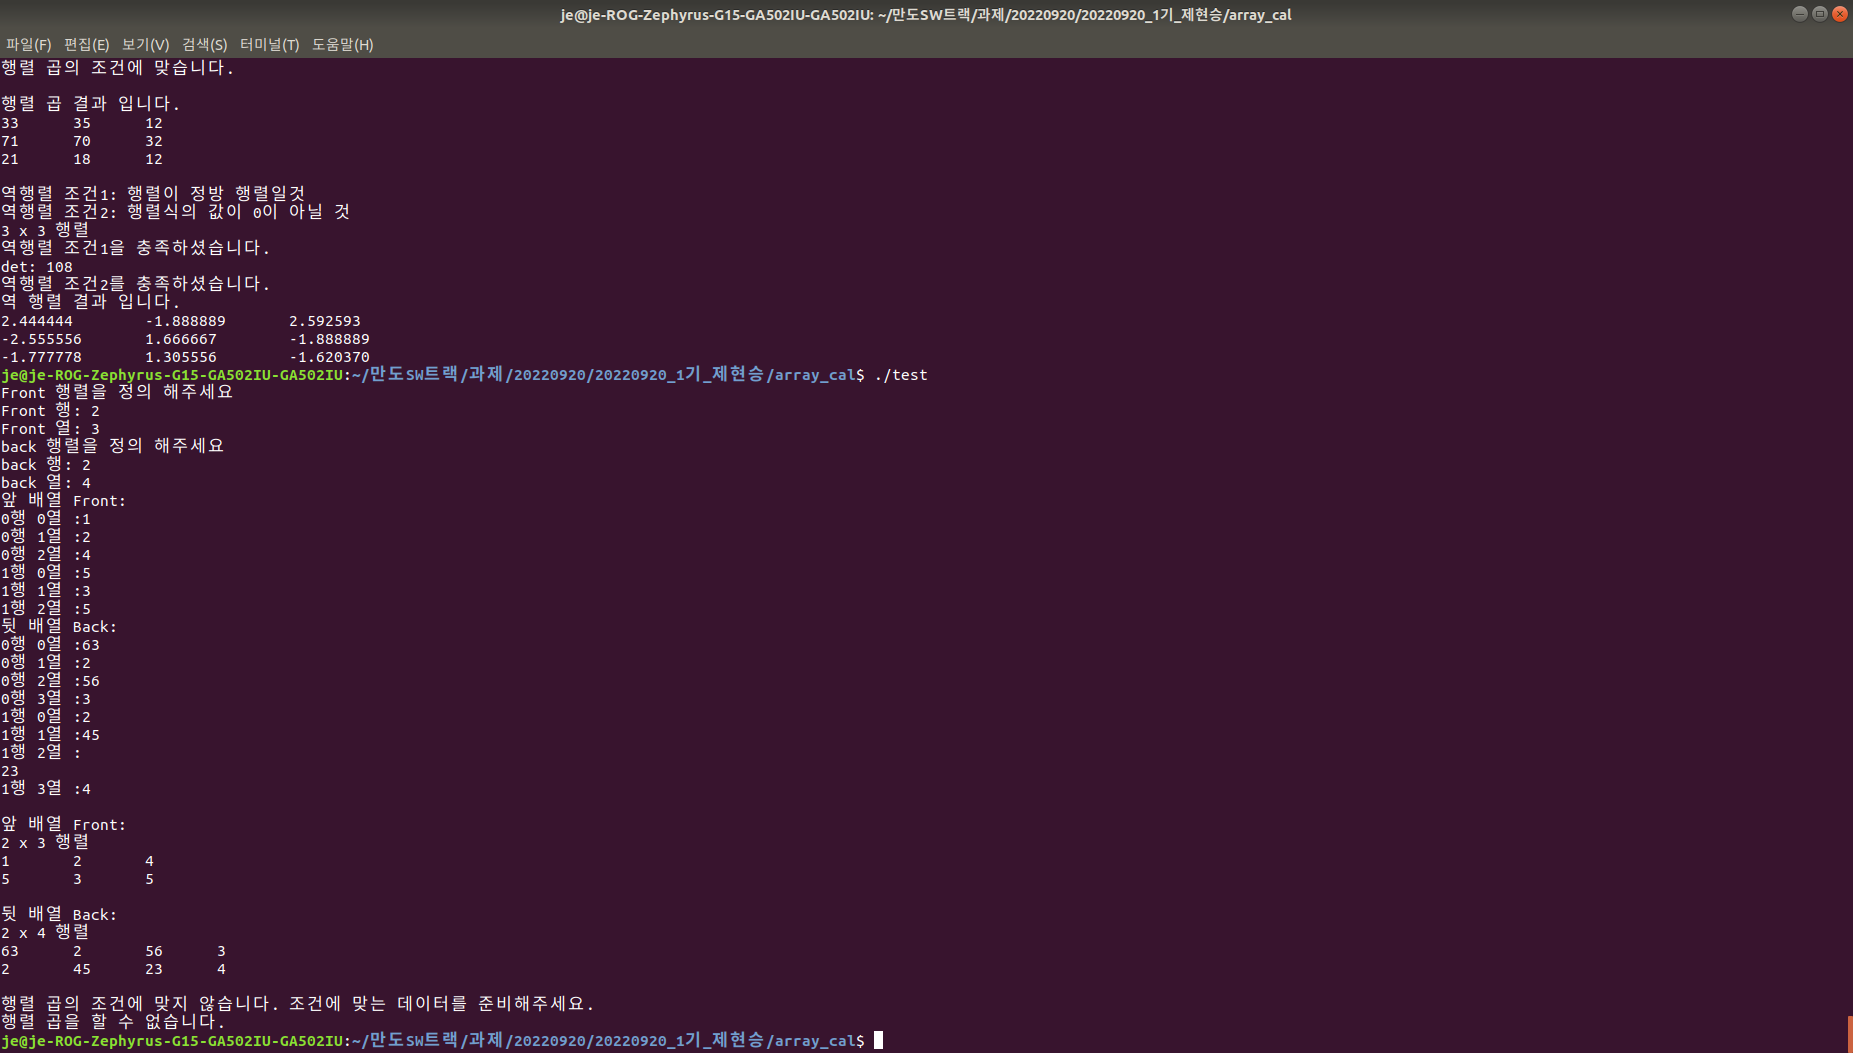 je@je-ROG-Zephyrus-G15-GA502IU-GA502IU: ~/만도SW트랙/과제/20220920/20220920_1기_제현승/array_cal
파일(F) 편집(E) 보기(V) 검색(S) 터미널(T) 도움말(H)
행렬 곱의 조건에 맞습니다.
행렬 곱 결과 입니다.
33 35 12
71 70 32
21 18 12
역행렬 조건1: 행렬이 정방 행렬일것
역행렬 조건2: 행렬식의 값이 0이 아닐 것
3 x 3 행렬
역행렬 조건1을 충족하셨습니다.
det: 108
역행렬 조건2를 충족하셨습니다.
역 행렬 결과 입니다.
2.444444 -1.888889 2.592593
-2.555556 1.666667 -1.888889
-1.777778 1.305556 -1.620370
je@je-ROG-Zephyrus-G15-GA502IU-GA502IU:~/만도SW트랙/과제/20220920/20220920_1기_제현승/array_cal$ ./test
Front 행렬을 정의 해주세요
Front 행: 2
Front 열: 3
back 행렬을 정의 해주세요
back 행: 2
back 열: 4
앞 배열 Front:
0행 0열 :1
0행 1열 :2
0행 2열 :4
1행 0열 :5
1행 1열 :3
1행 2열 :5
뒷 배열 Back:
0행 0열 :63
0행 1열 :2
0행 2열 :56
0행 3열 :3
1행 0열 :2
1행 1열 :45
1행 2열 :
23
1행 3열 :4
앞 배열 Front:
2 x 3 행렬
1 2 4
5 3 5
뒷 배열 Back:
2 x 4 행렬
63 2 56 3
2 45 23 4
행렬 곱의 조건에 맞지 않습니다. 조건에 맞는 데이터를 준비해주세요.
행렬 곱을 할 수 없습니다.
je@je-ROG-Zephyrus-G15-GA502IU-GA502IU:~/만도SW트랙/과제/20220920/20220920_1기_제현승/array_cal$